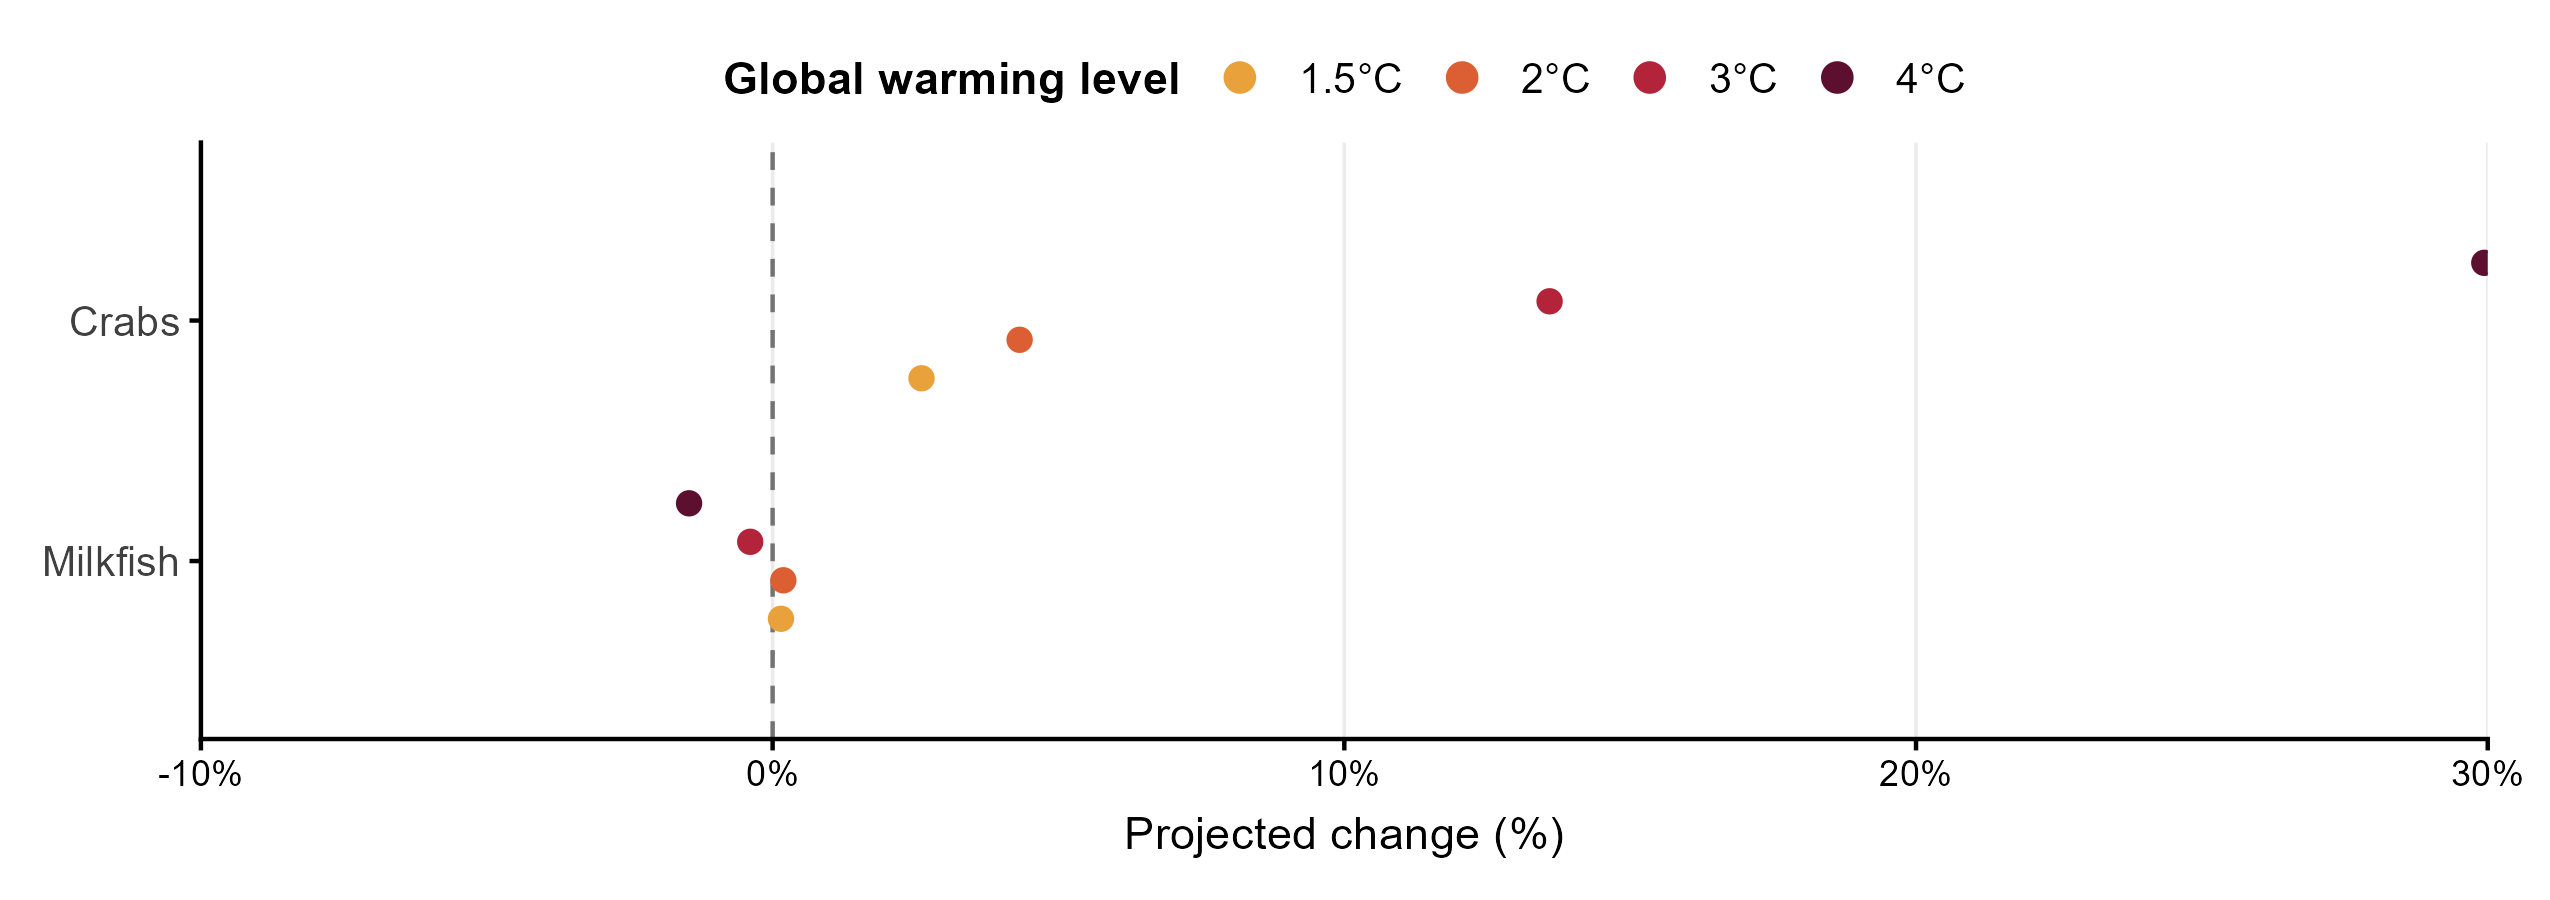 Global warming level 1.5°C 2°C 3°C 4°C
Crabs
Milkfish
-10% 0% 10% 20% 30%
Projected change (%)